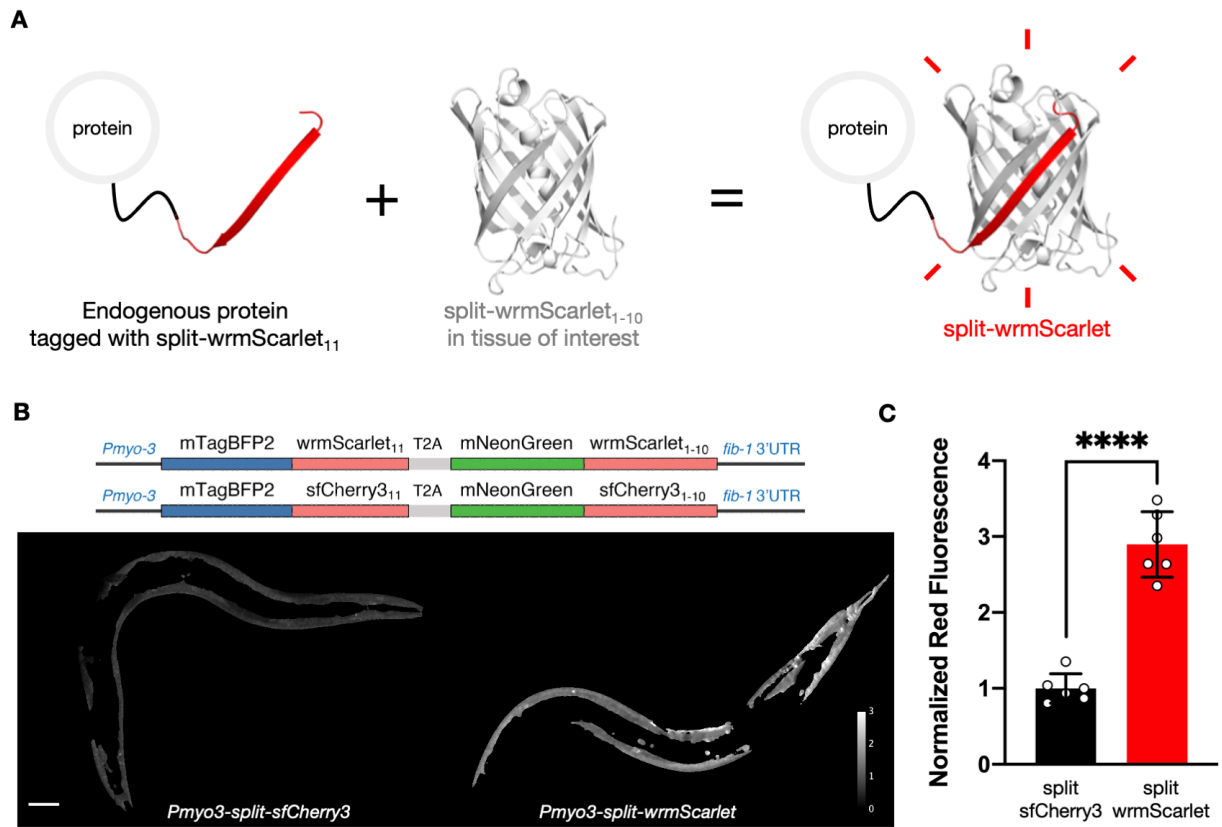 A
protein
+
=
protein
Endogenous protein
tagged with split-wrmScarlet₁₁
split-wrmScarlet₁₋₁₀
in tissue of interest
split-wrmScarlet
B
Pmyo-3 mTagBFP2 wrmScarlet₁₁ T2A mNeonGreen wrmScarlet₁₋₁₀ fib-1 3'UTR
Pmyo-3 mTagBFP2 sfCherry3₁₁ T2A mNeonGreen sfCherry3₁₋₁₀ fib-1 3'UTR
3
2
1
0
Pmyo3-split-sfCherry3
Pmyo3-split-wrmScarlet
C
Normalized Red Fluorescence
****
4
3
2
1
0
split
sfCherry3
split
wrmScarlet